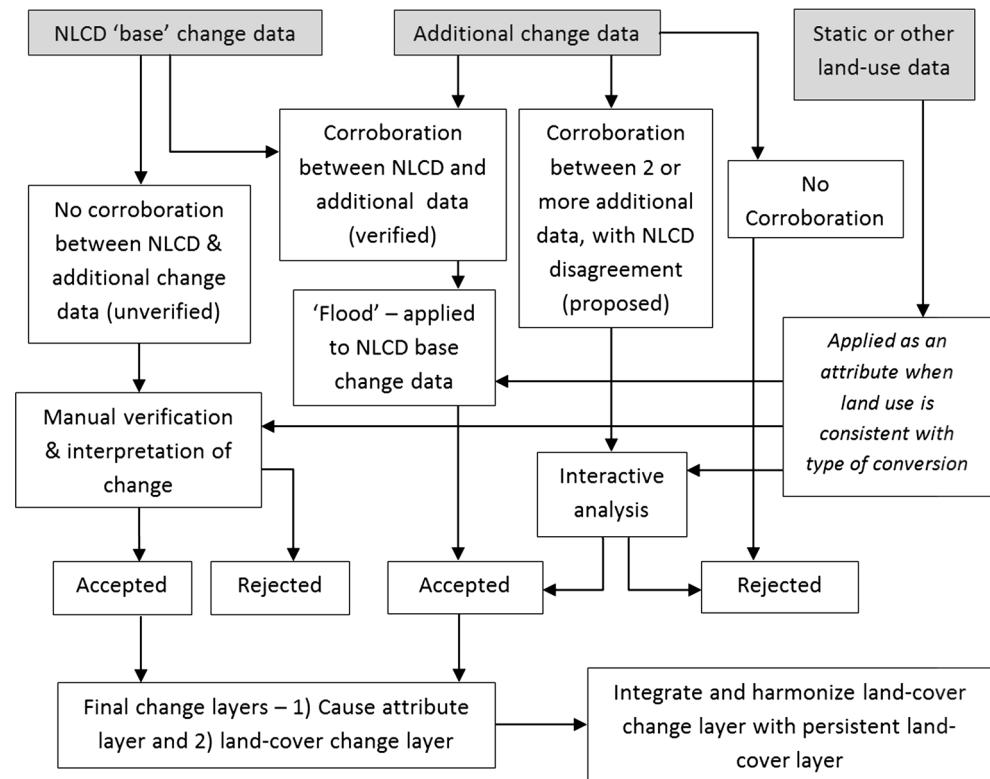 NLCD ‘base’ change data
Additional change data
Static or other
land-use data
Corroboration
between NLCD and
additional data
(verified)
Corroboration
between 2 or
more additional
data, with NLCD
disagreement
(proposed)
No
Corroboration
No corroboration
between NLCD &
additional change
data (unverified)
‘Flood’ – applied
to NLCD base
change data
Applied as an
attribute when
land use is
consistent with
type of conversion
Manual verification
& interpretation of
change
Interactive
analysis
Accepted
Rejected
Accepted
Rejected
Final change layers – 1) Cause attribute
layer and 2) land-cover change layer
Integrate and harmonize land-cover
change layer with persistent land-
cover layer